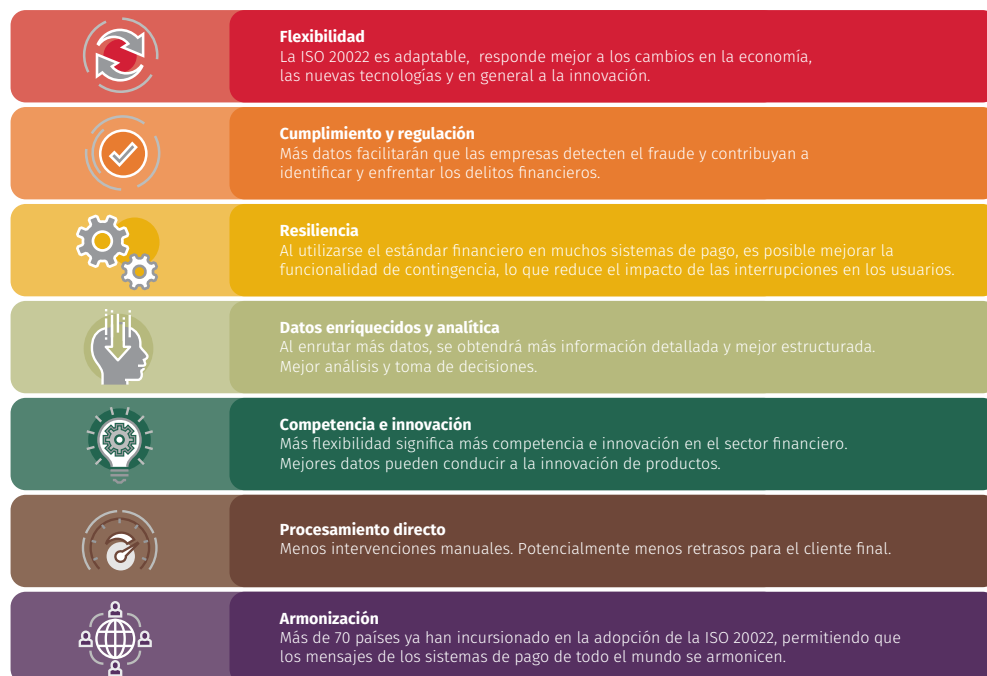 Flexibilidad
La ISO 20022 es adaptable, responde mejor a los cambios en la economía,
las nuevas tecnologías y en general a la innovación.
Cumplimiento y regulación
Más datos facilitarán que las empresas detecten el fraude y contribuyan a
identificar y enfrentar los delitos financieros.
Resiliencia
Al utilizarse el estándar financiero en muchos sistemas de pago, es posible mejorar la
funcionalidad de contingencia, lo que reduce el impacto de las interrupciones en los usuarios.
Datos enriquecidos y analítica
Al enrutar más datos, se obtendrá más información detallada y mejor estructurada.
Mejor análisis y toma de decisiones.
Competencia e innovación
Más flexibilidad significa más competencia e innovación en el sector financiero.
Mejores datos pueden conducir a la innovación de productos.
Procesamiento directo
Menos intervenciones manuales. Potencialmente menos retrasos para el cliente final.
Armonización
Más de 70 países ya han incursionado en la adopción de la ISO 20022, permitiendo que
los mensajes de los sistemas de pago de todo el mundo se armonicen.